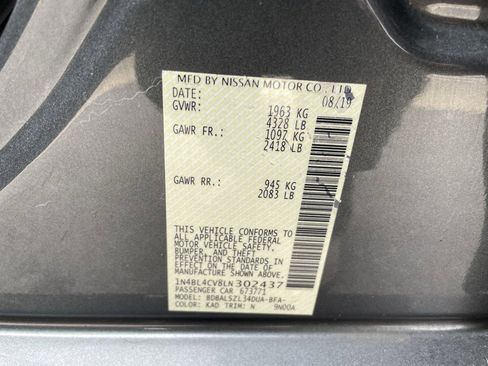 MFD BY NISSAN MOTOR CO., LTD.
DATE: 08/19
GVWR: 1963 KG
4328 LB
GAWR FR.: 1097 KG
2418 LB
GAWR RR.: 945 KG
2083 LB
THIS VEHICLE CONFORMS TO
ALL APPLICABLE FEDERAL
MOTOR VEHICLE SAFETY,
BUMPER, AND THEFT
PREVENTION STANDARDS
IN EFFECT ON THE DATE OF
MANUFACTURE SHOWN ABOVE.
1N4BL4CV8LN302437
PASSENGER CAR 673771
MODEL: BDBALSZL34DUA-BFA-
COLOR: KAD TRIM: N 9N00A